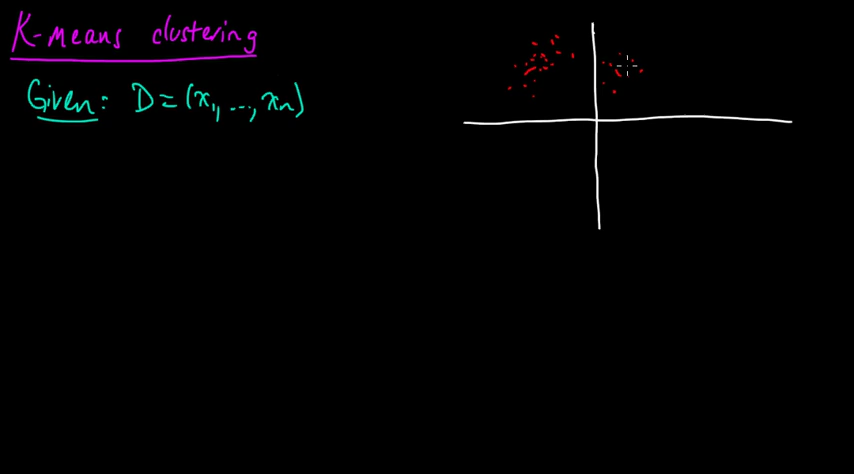 K-means clustering
Given: D = (x₁, ..., xₙ)